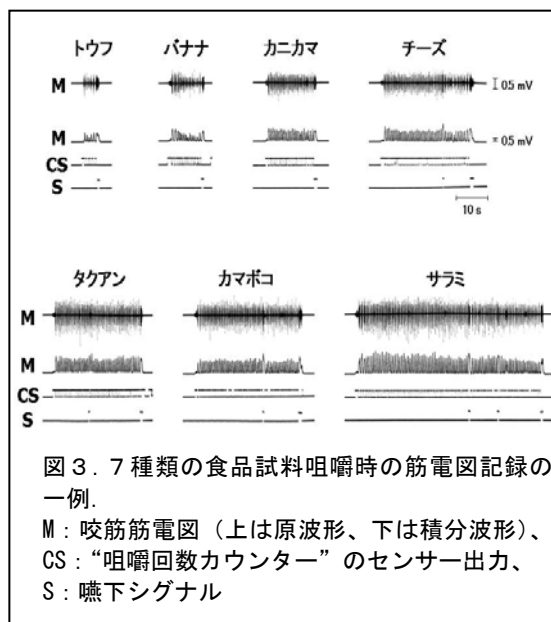 トウフ バナナ カニカマ チーズ
M
0.5 mV
M
0.5 mV
CS
S
10 s
タクアン カマボコ サラミ
M
M
CS
S
図3. 7種類の食品試料咀嚼時の筋電図記録の
一例.
M：咬筋筋電図（上は原波形、下は積分波形）、
CS：“咀嚼回数カウンター”のセンサー出力、
S：嚥下シグナル